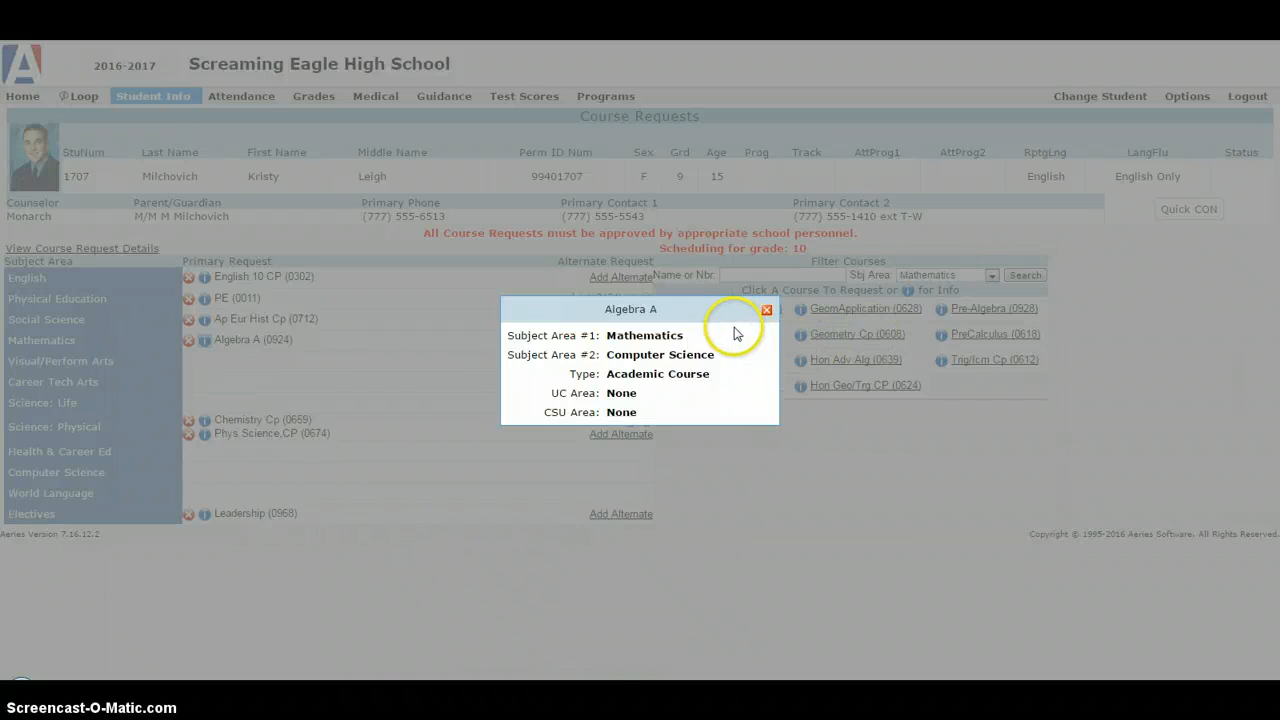 2016-2017 Screaming Eagle High School
Home Loop Student Info Attendance Grades Medical Guidance Test Scores Programs Change Student Options Logout
Course Requests
StuNum Last Name First Name Middle Name Perm ID Num Sex Grd Age Prog Track AttProg1 AttProg2 RptgLng LangFlu Status
1707 Milchovich Kristy Leigh 99401707 F 9 15 English English Only
Counselor Parent/Guardian Primary Phone Primary Contact 1 Primary Contact 2
Monarch M/M M Milchovich (777) 555-6513 (777) 555-5543 (777) 555-1410 ext T-W Quick CON
All Course Requests must be approved by appropriate school personnel.
View Course Request Details Scheduling for grade: 10
Subject Area Primary Request Alternate Request Filter Courses
English English 10 CP (0302) Add Alternate Name or Nbr: Sbj Area: Mathematics Search
Click A Course To Request or for Info
Physical Education PE (0011) GeomApplication (0628) Pre-Algebra (0928)
Social Science Ap Eur Hist Cp (0712)
Mathematics Algebra A (0924) Geometry Cp (0608) PreCalculus (0618)
Visual/Perform Arts Hon Adv Alg (0639) Trig/Icm Cp (0612)
Career Tech Arts Hon Geo/Trg CP (0624)
Science: Life
Science: Physical Chemistry Cp (0659)
Phys Science,CP (0674) Add Alternate
Health & Career Ed
Computer Science
World Language
Electives Leadership (0968) Add Alternate
Algebra A
Subject Area #1: Mathematics
Subject Area #2: Computer Science
Type: Academic Course
UC Area: None
CSU Area: None
Aeries Version 7.16.12.2 Copyright © 1995-2016 Aeries Software. All Rights Reserved.
Screencast-O-Matic.com